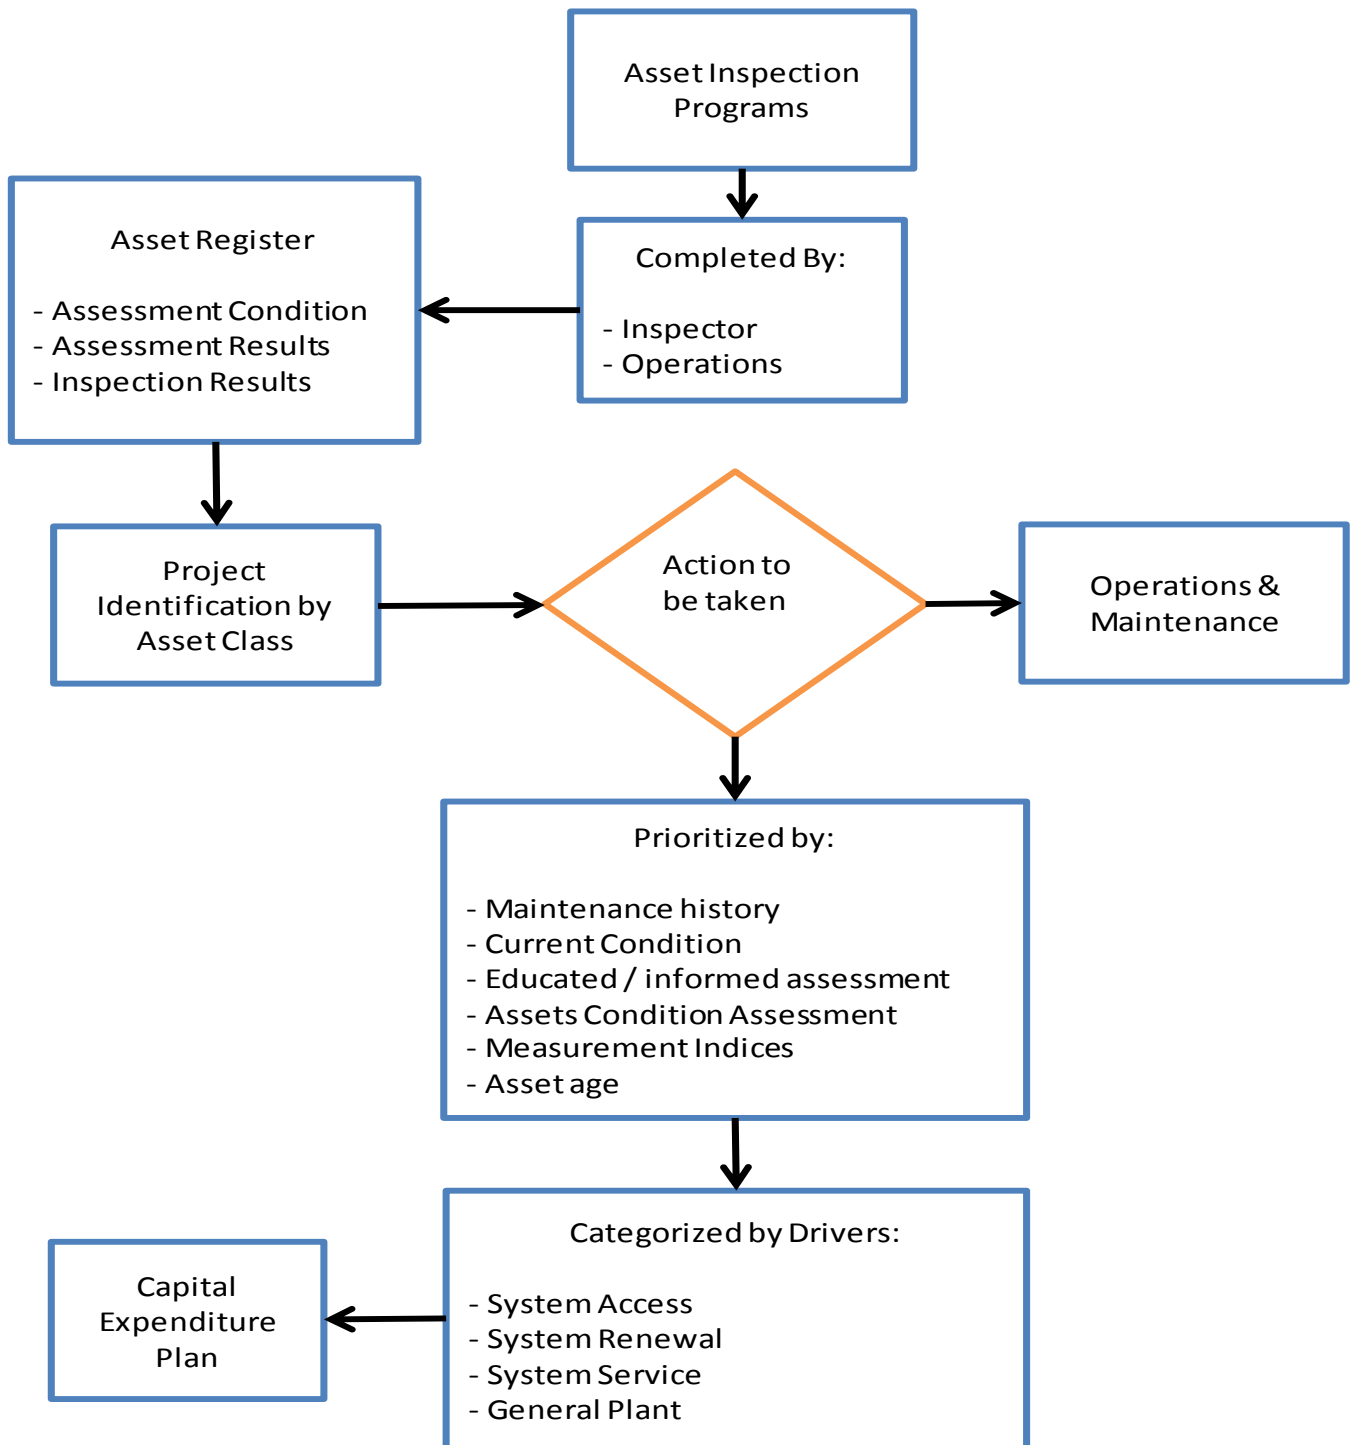 Asset Inspection
Programs
Completed By:
- Inspector
- Operations
Asset Register
- Assessment Condition
- Assessment Results
- Inspection Results
Project
Identification by
Asset Class
Action to
be taken
Operations &
Maintenance
Prioritized by:
- Maintenance history
- Current Condition
- Educated / informed assessment
- Assets Condition Assessment
- Measurement Indices
- Asset age
Categorized by Drivers:
- System Access
- System Renewal
- System Service
- General Plant
Capital
Expenditure
Plan